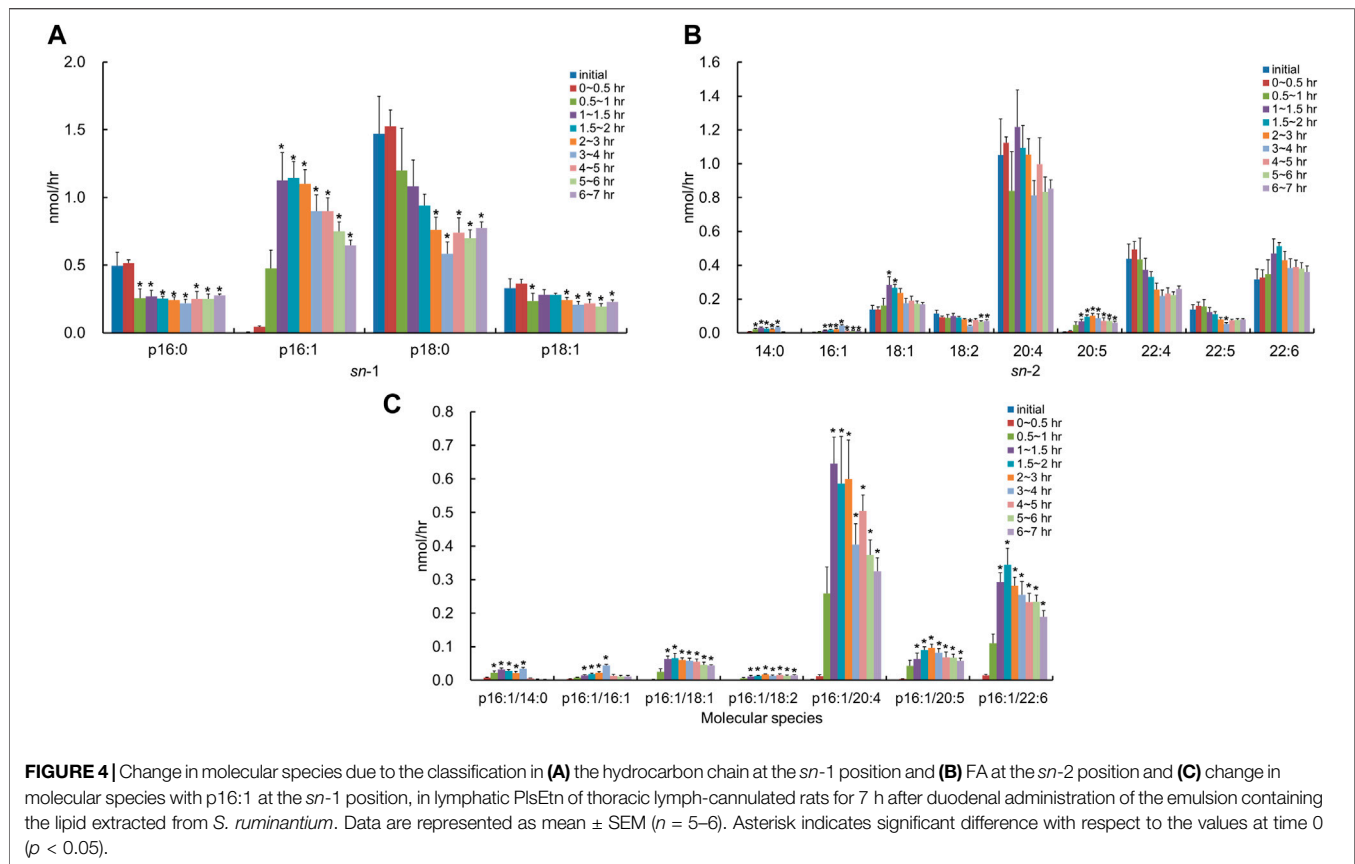 A
2.0
1.5
1.0
0.5
0.0
nmol/hr
initial
0~0.5 hr
0.5~1 hr
1~1.5 hr
1.5~2 hr
2~3 hr
3~4 hr
4~5 hr
5~6 hr
6~7 hr
* * * * * * * *
* * * * * * *
* * * * *
* * * * * *
p16:0 p16:1 p18:0 p18:1
sn-1
B
1.6
1.4
1.2
1.0
0.8
0.6
0.4
0.2
0.0
nmol/hr
initial
0~0.5 hr
0.5~1 hr
1~1.5 hr
1.5~2 hr
2~3 hr
3~4 hr
4~5 hr
5~6 hr
6~7 hr
14:0 16:1 18:1 18:2 20:4 20:5 22:4 22:5 22:6
sn-2
C
0.8
0.7
0.6
0.5
0.4
0.3
0.2
0.1
0.0
nmol/hr
initial
0~0.5 hr
0.5~1 hr
1~1.5 hr
1.5~2 hr
2~3 hr
3~4 hr
4~5 hr
5~6 hr
6~7 hr
p16:1/14:0 p16:1/16:1 p16:1/18:1 p16:1/18:2 p16:1/20:4 p16:1/20:5 p16:1/22:6
Molecular species
FIGURE 4 | Change in molecular species due to the classification in (A) the hydrocarbon chain at the sn-1 position and (B) FA at the sn-2 position and (C) change in
molecular species with p16:1 at the sn-1 position, in lymphatic PlsEtn of thoracic lymph-cannulated rats for 7 h after duodenal administration of the emulsion containing
the lipid extracted from S. ruminantium. Data are represented as mean ± SEM (n = 5–6). Asterisk indicates significant difference with respect to the values at time 0
(p < 0.05).